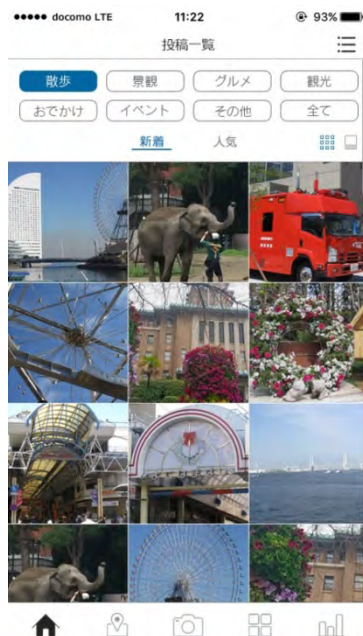 docomo LTE 11:22 93%
投稿一覧
散歩 景観 グルメ 観光
おでかけ イベント その他 全て
新着 人気